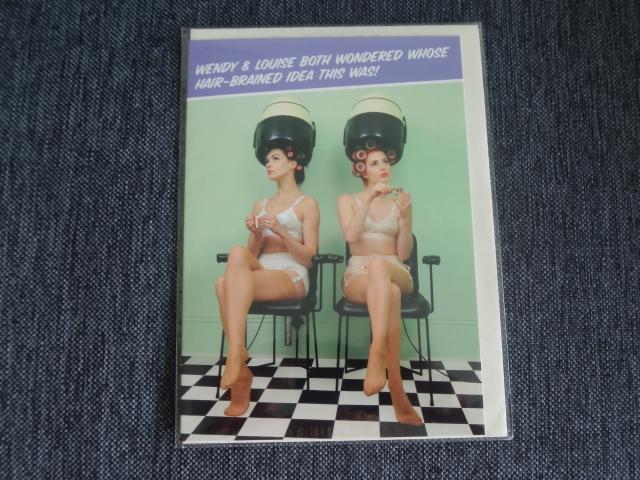 WENDY & LOUISE BOTH WONDERED WHOSE
HAIR-BRAINED IDEA THIS WAS!